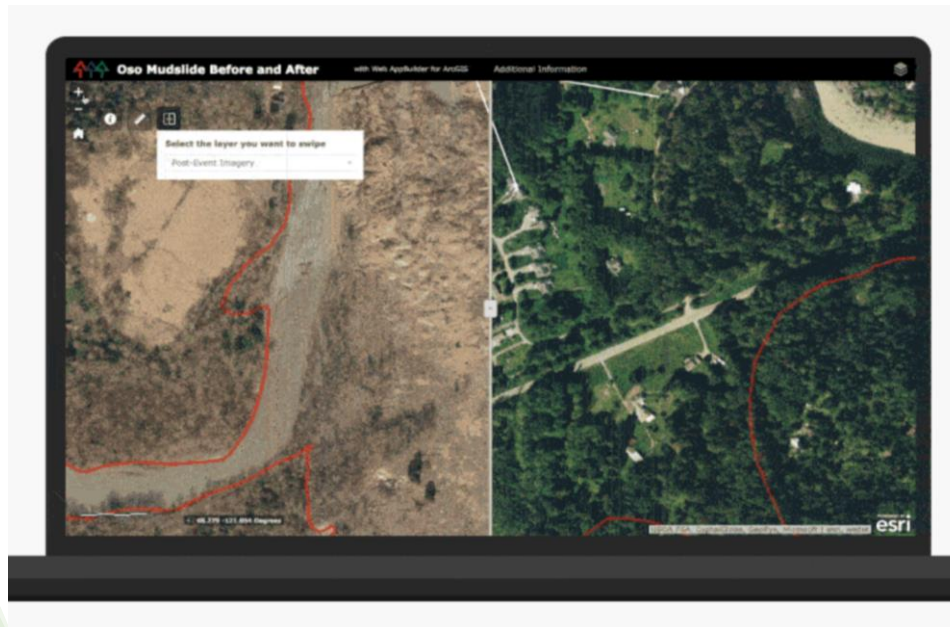 Oso Mudslide Before and After
with Web AppBuilder for ArcGIS
Additional Information
Select the layer you want to swipe
Post-Event Imagery
Degrees
esri